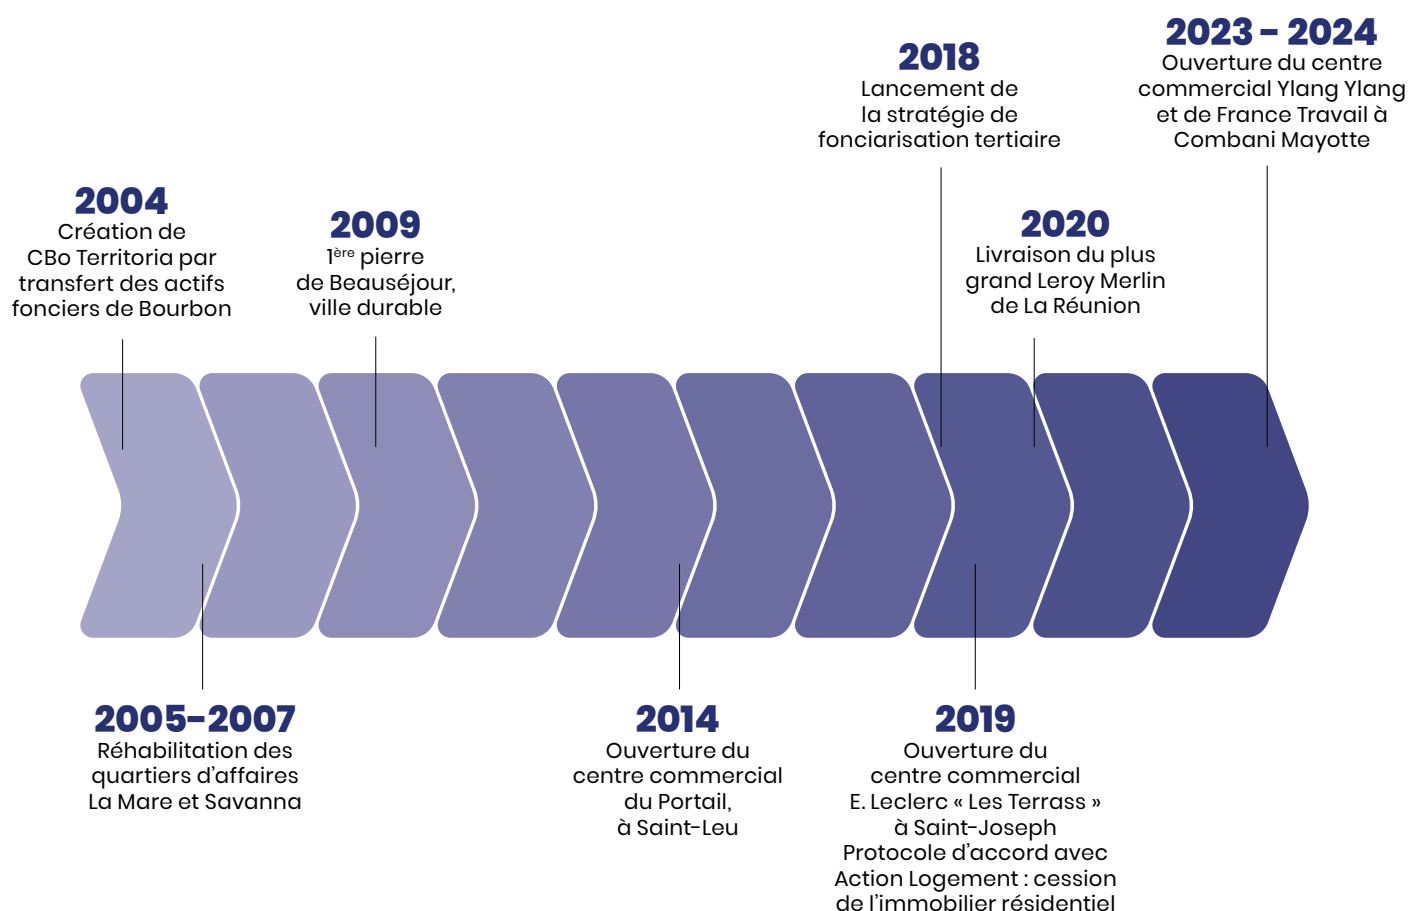 2004
Création de
CBo Territoria par
transfert des actifs
fonciers de Bourbon
2005-2007
Réhabilitation des
quartiers d’affaires
La Mare et Savanna
2009
1ère pierre
de Beauséjour,
ville durable
2014
Ouverture du
centre commercial
du Portail,
à Saint-Leu
2018
Lancement de
la stratégie de
fonciarisation tertiaire
2019
Ouverture du
centre commercial
E. Leclerc « Les Terrass »
à Saint-Joseph
Protocole d’accord avec
Action Logement : cession
de l’immobilier résidentiel
2020
Livraison du plus
grand Leroy Merlin
de La Réunion
2023 - 2024
Ouverture du centre
commercial Ylang Ylang
et de France Travail à
Combani Mayotte